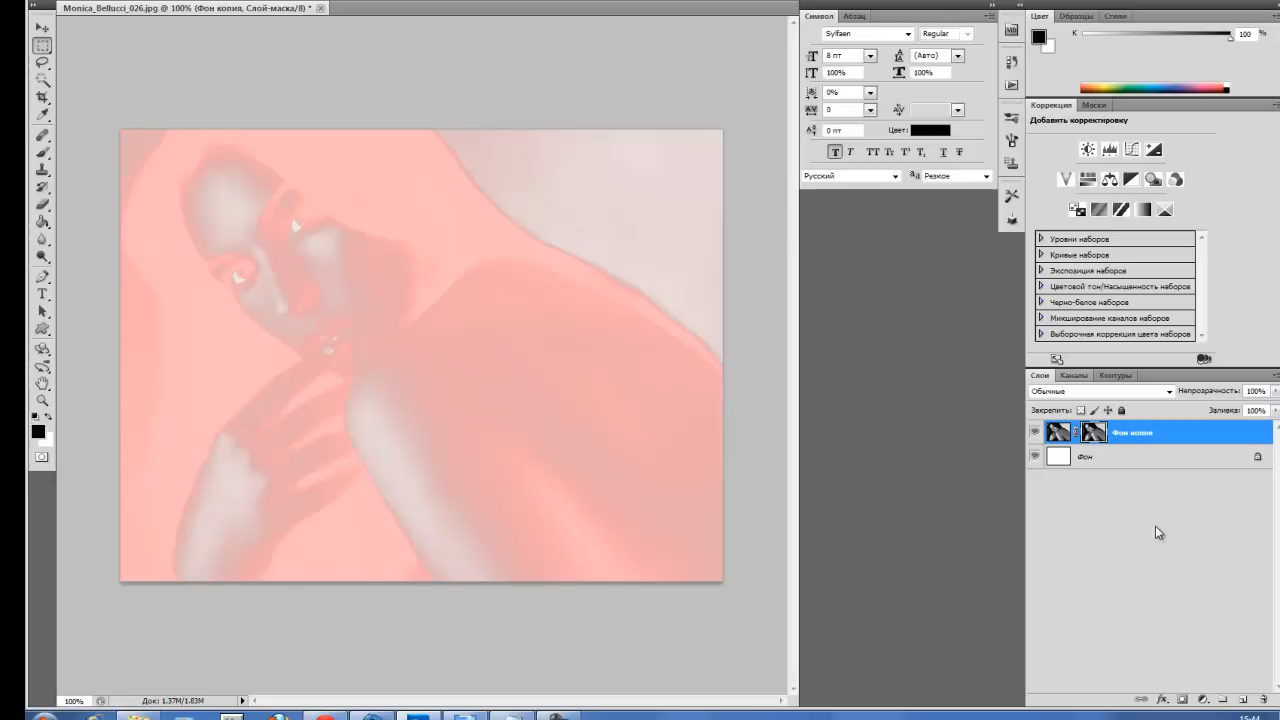 Monica_Bellucci_026.jpg @ 100% (Фон копия, Слой-маска/8) *
Символ Абзац
Sylfaen Regular
8 пт (Авто)
100% 100%
0%
0
0 пт Цвет:
Русский Резкое
Цвет Образцы Стили
K 100 %
Коррекция Маски
Добавить корректировку
Уровни наборов
Кривые наборов
Экспозиция наборов
Цветовой тон/Насыщенность наборов
Черно-белое наборов
Микширование каналов наборов
Выборочная коррекция цвета наборов
Слои Каналы Контуры
Обычные Непрозрачность: 100%
Закрепить: Заливка: 100%
Фон копия
Фон
100% Док: 1.37M/1.83M
15:44